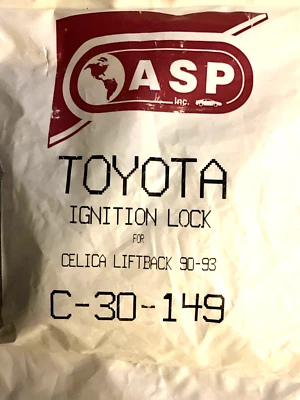 ASP
Inc.
TOYOTA
IGNITION LOCK
FOR
CELICA LIFTBACK 90-93
C-30-149